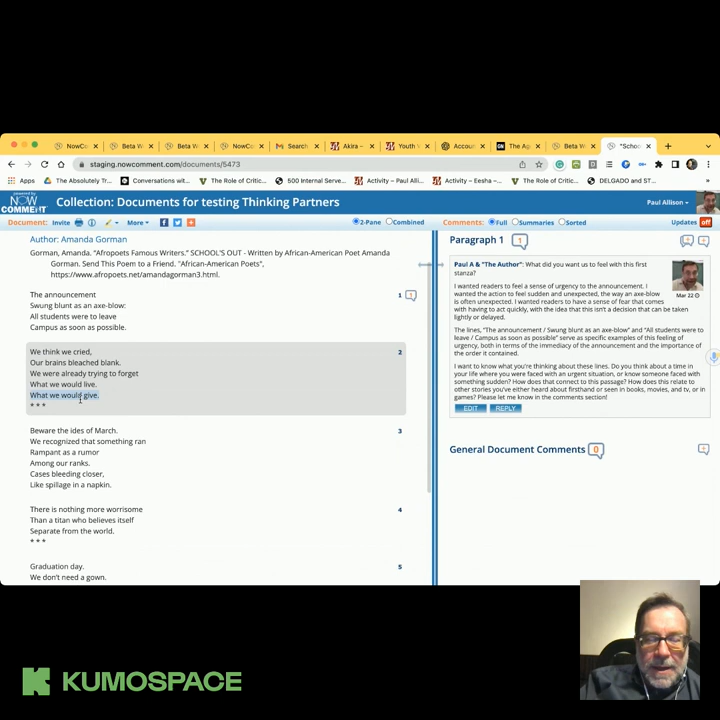 NowCo...
Beta W...
Beta W...
NowCo...
Search...
Akira –
Youth V
Accoun
The Ap
Beta W
"Schoo
staging.nowcomment.com/documents/5473
Apps
The Absolutely Tr...
Conversations wit...
The Role of Critic...
500 Internal Serve...
Activity – Paul Alli...
Activity – Eesha –...
The Role of Critic...
DELGADO and ST...
powered by
NOW COMMENT
Collection: Documents for testing Thinking Partners
Paul Allison
Document:
Invite
More
2-Pane
Combined
Comments:
Full
Summaries
Sorted
Updates
off
Author: Amanda Gorman
Gorman, Amanda. "Afropoets Famous Writers." SCHOOL'S OUT - Written by African-American Poet Amanda
Gorman. Send This Poem to a Friend. "African-American Poets",
https://www.afropoets.net/amandagorman3.html.
The announcement
1
1
Swung blunt as an axe-blow:
All students were to leave
Campus as soon as possible.
We think we cried,
2
Our brains bleached blank.
We were already trying to forget
What we would live.
What we would give.
* * *
Beware the ides of March.
3
We recognized that something ran
Rampant as a rumor
Among our ranks.
Cases bleeding closer,
Like spillage in a napkin.
There is nothing more worrisome
4
Than a titan who believes itself
Separate from the world.
* * *
Graduation day.
5
We don't need a gown.
Paragraph 1
1
Paul A & "The Author": What did you want us to feel with this first
stanza?
Mar 22
I wanted readers to feel a sense of urgency to the announcement. I
wanted the action to feel sudden and unexpected, the way an axe-blow
is often unexpected. I wanted readers to have a sense of fear that comes
with having to act quickly, with the idea that this isn't a decision that can be taken
lightly or delayed.
The lines, "The announcement / Swung blunt as an axe-blow" and "All students were to
leave / Campus as soon as possible" serve as specific examples of this feeling of
urgency, both in terms of the immediacy of the announcement and the importance of
the order it contained.
I want to know what you're thinking about these lines. Do you think about a time in
your life where you were faced with an urgent situation, or know someone faced with
something sudden? How does that connect to this passage? How does this relate to
other stories you've either heard about firsthand or seen in books, movies, and tv, or in
games? Please let me know in the comments section!
EDIT
REPLY
General Document Comments
0
KUMOSPACE